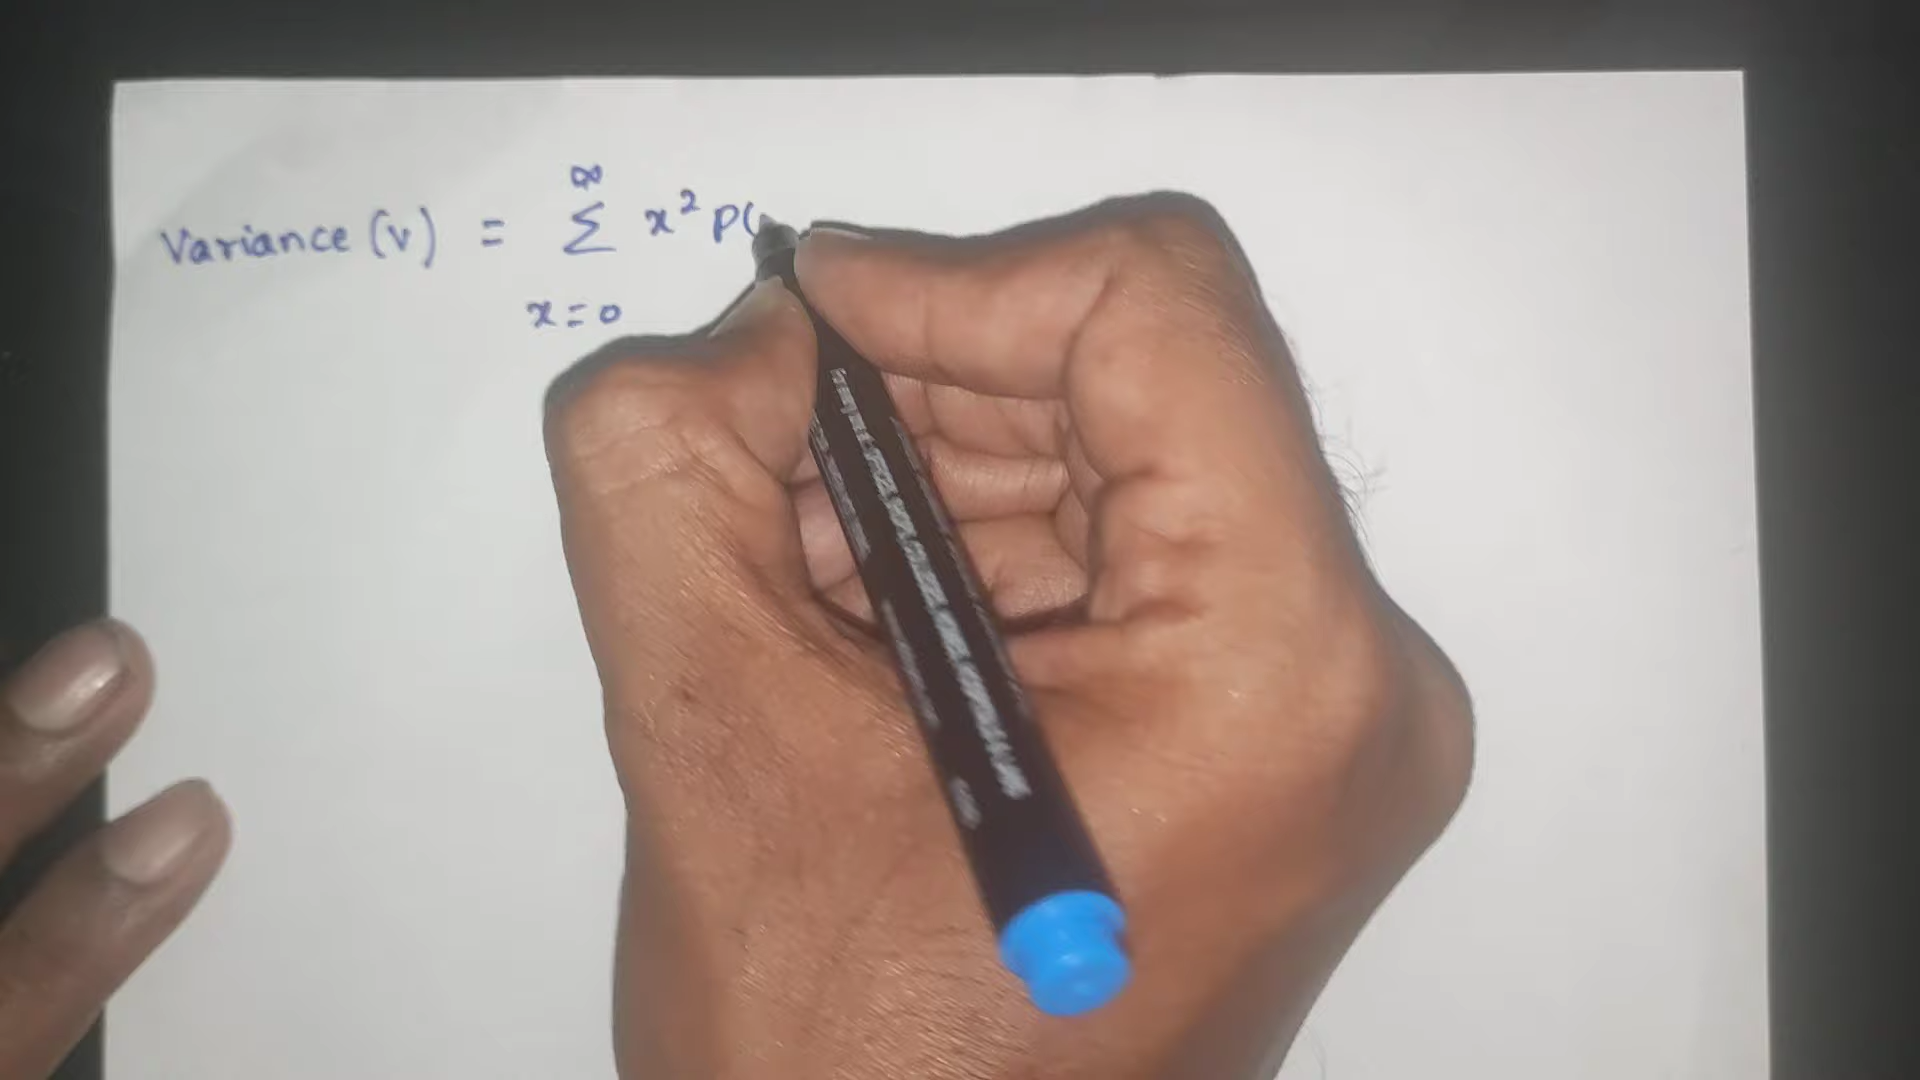 ∞
Variance (v) = Σ x² P(
x = 0